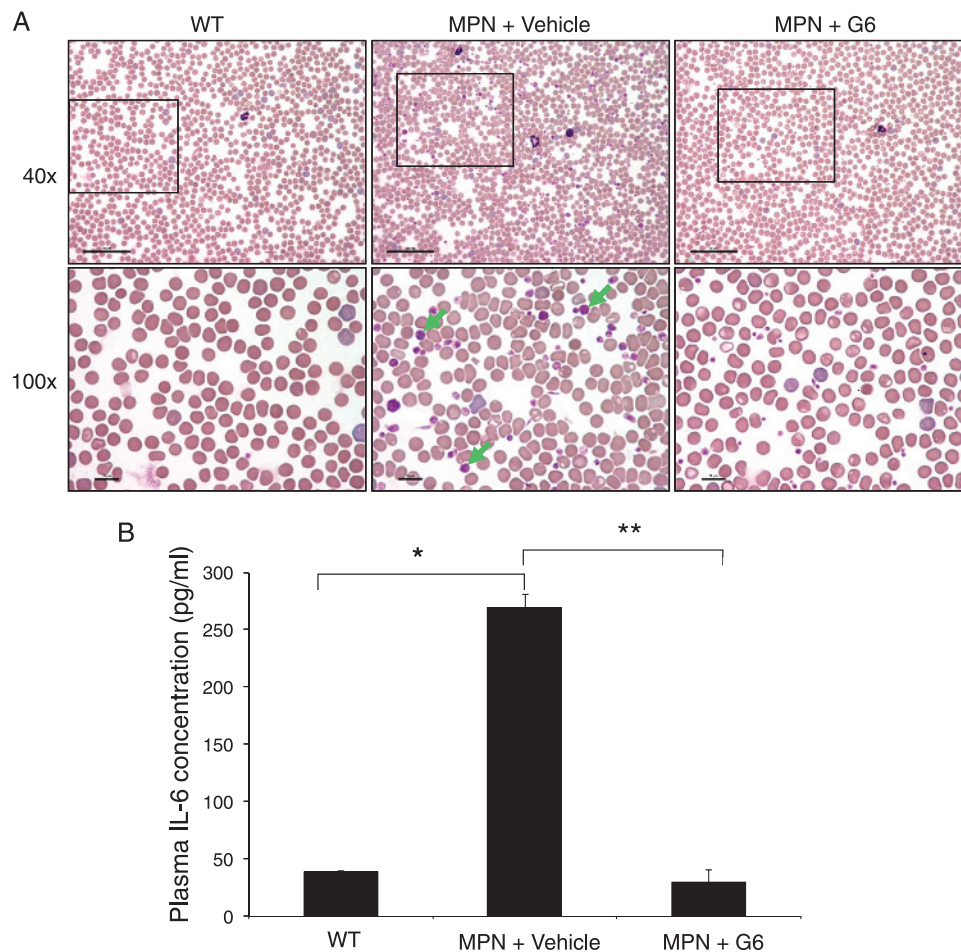 A
WT
MPN + Vehicle
MPN + G6
40x
100x
B
*
**
Plasma IL-6 concentration (pg/ml)
300
250
200
150
100
50
0
WT
MPN + Vehicle
MPN + G6